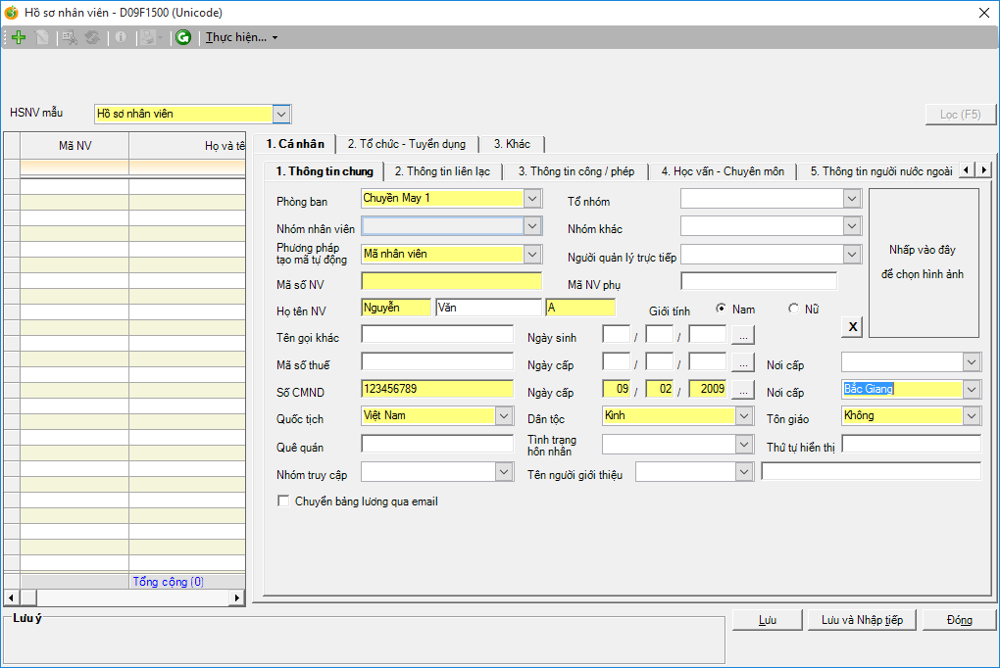 Hồ sơ nhân viên - D09F1500 (Unicode)
Thực hiện...
HSNV mẫu
Hồ sơ nhân viên
Lọc (F5)
Mã NV
Họ và tê
Tổng cộng (0)
1. Cá nhân
2. Tổ chức - Tuyển dụng
3. Khác
1. Thông tin chung
2. Thông tin liên lạc
3. Thông tin công / phép
4. Học vấn - Chuyên môn
5. Thông tin người nước ngoài
Phòng ban
Chuyền May 1
Tổ nhóm
Nhóm nhân viên
Nhóm khác
Phương pháp
tạo mã tự động
Mã nhân viên
Người quản lý trực tiếp
Mã số NV
Mã NV phụ
Nhấp vào đây
để chọn hình ảnh
X
Họ tên NV
Nguyễn
Văn
A
Giới tính
Nam
Nữ
Tên gọi khác
Ngày sinh
/ / ...
Mã số thuế
Ngày cấp
/ / ...
Nơi cấp
Số CMND
123456789
Ngày cấp
09 / 02 / 2009 ...
Nơi cấp
Bắc Giang
Quốc tịch
Việt Nam
Dân tộc
Kinh
Tôn giáo
Không
Quê quán
Tình trạng
hôn nhân
Thứ tự hiển thị
Nhóm truy cập
Tên người giới thiệu
Chuyển bảng lương qua email
Lưu ý
Lưu
Lưu và Nhập tiếp
Đóng